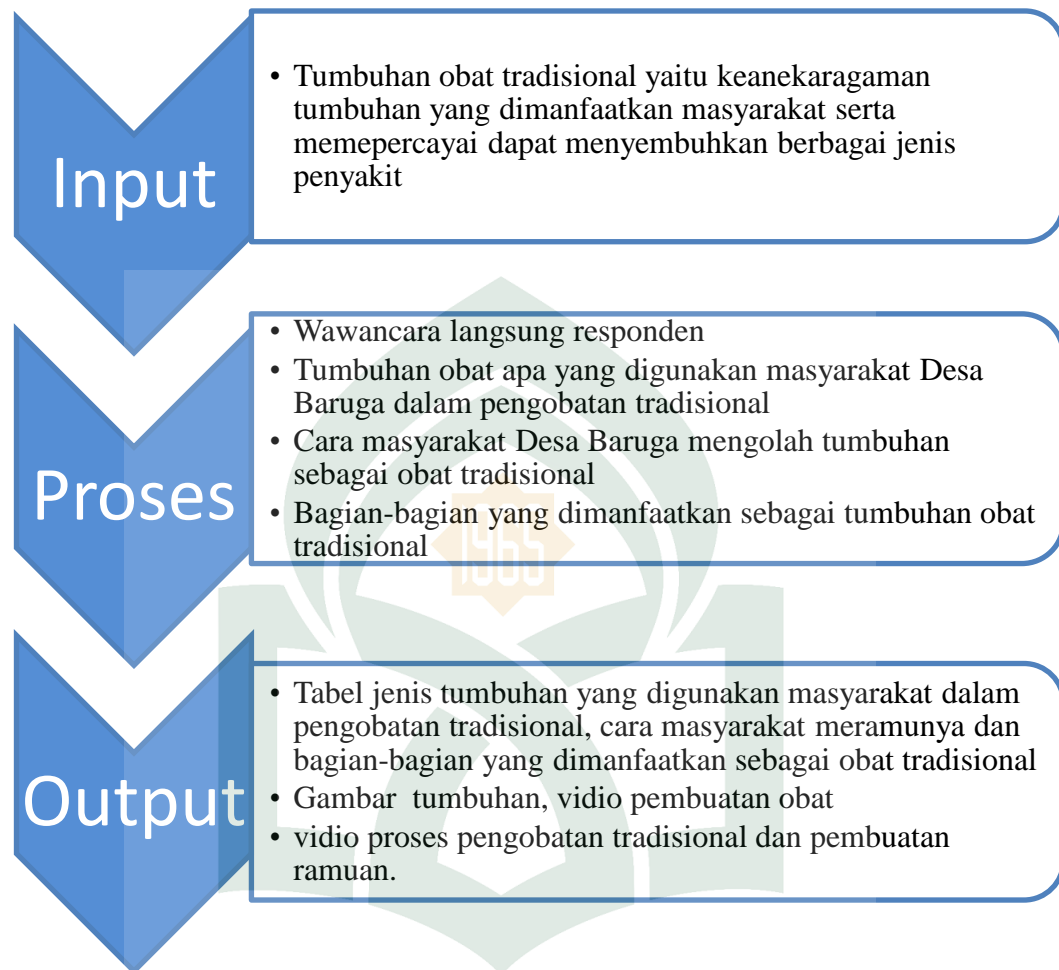 Input
• Tumbuhan obat tradisional yaitu keanekaragaman
tumbuhan yang dimanfaatkan masyarakat serta
memepercayai dapat menyembuhkan berbagai jenis
penyakit
Proses
• Wawancara langsung responden
• Tumbuhan obat apa yang digunakan masyarakat Desa
Baruga dalam pengobatan tradisional
• Cara masyarakat Desa Baruga mengolah tumbuhan
sebagai obat tradisional
• Bagian-bagian yang dimanfaatkan sebagai tumbuhan obat
tradisional
1965
Output
• Tabel jenis tumbuhan yang digunakan masyarakat dalam
pengobatan tradisional, cara masyarakat meramunya dan
bagian-bagian yang dimanfaatkan sebagai obat tradisional
• Gambar tumbuhan, vidio pembuatan obat
• vidio proses pengobatan tradisional dan pembuatan
ramuan.